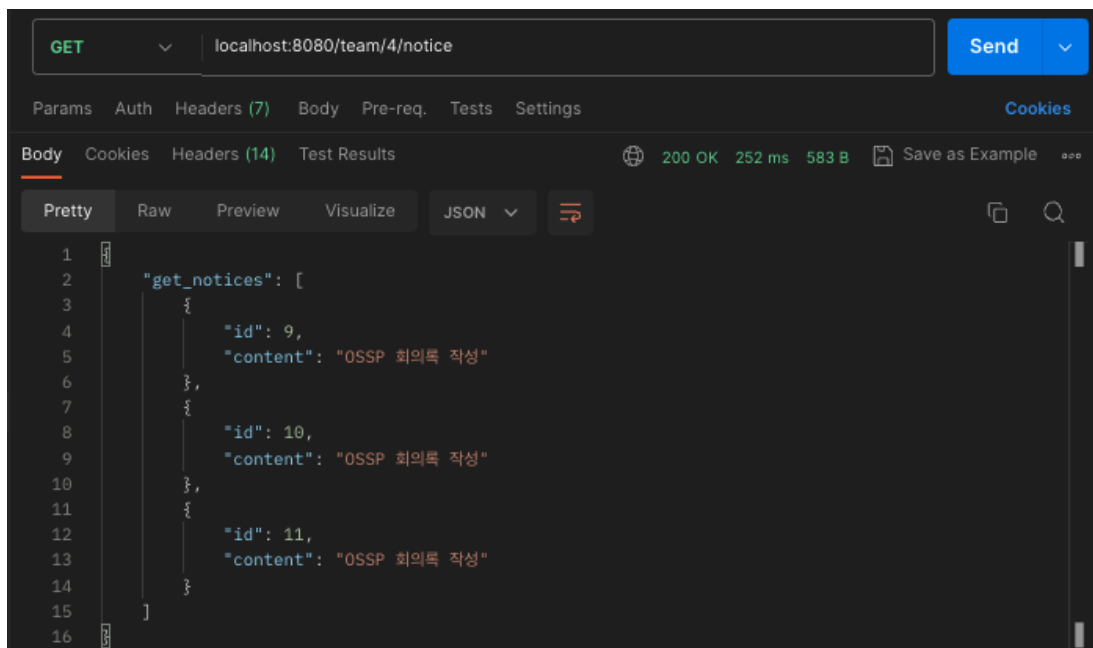 GET localhost:8080/team/4/notice Send
Params Auth Headers (7) Body Pre-req. Tests Settings Cookies
Body Cookies Headers (14) Test Results 200 OK 252 ms 583 B Save as Example
Pretty Raw Preview Visualize JSON
1 {
2 "get_notices": [
3 {
4 "id": 9,
5 "content": "OSSP 회의록 작성"
6 },
7 {
8 "id": 10,
9 "content": "OSSP 회의록 작성"
10 },
11 {
12 "id": 11,
13 "content": "OSSP 회의록 작성"
14 }
15 ]
16 }